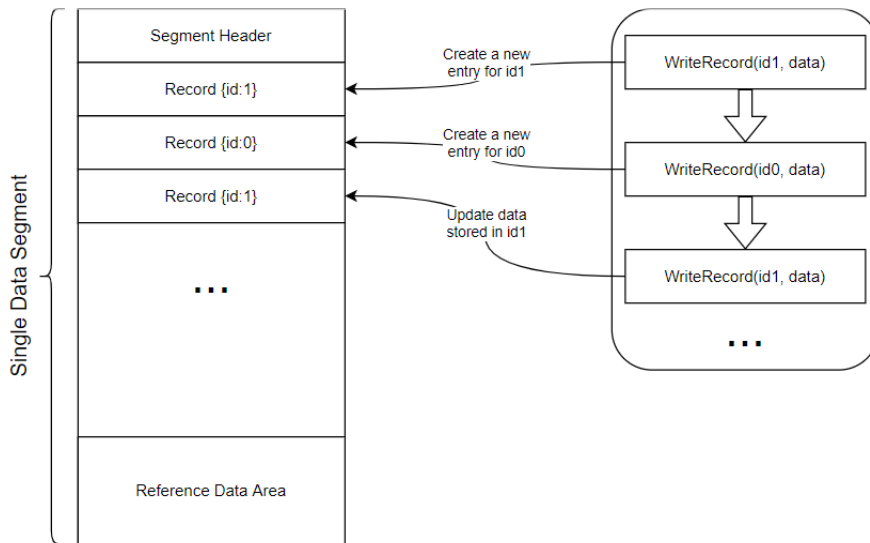 Segment Header
Record {id:1}
Record {id:0}
Record {id:1}
...
Reference Data Area
Single Data Segment
Create a new
entry for id1
Create a new
entry for id0
Update data
stored in id1
WriteRecord(id1, data)
WriteRecord(id0, data)
WriteRecord(id1, data)
...